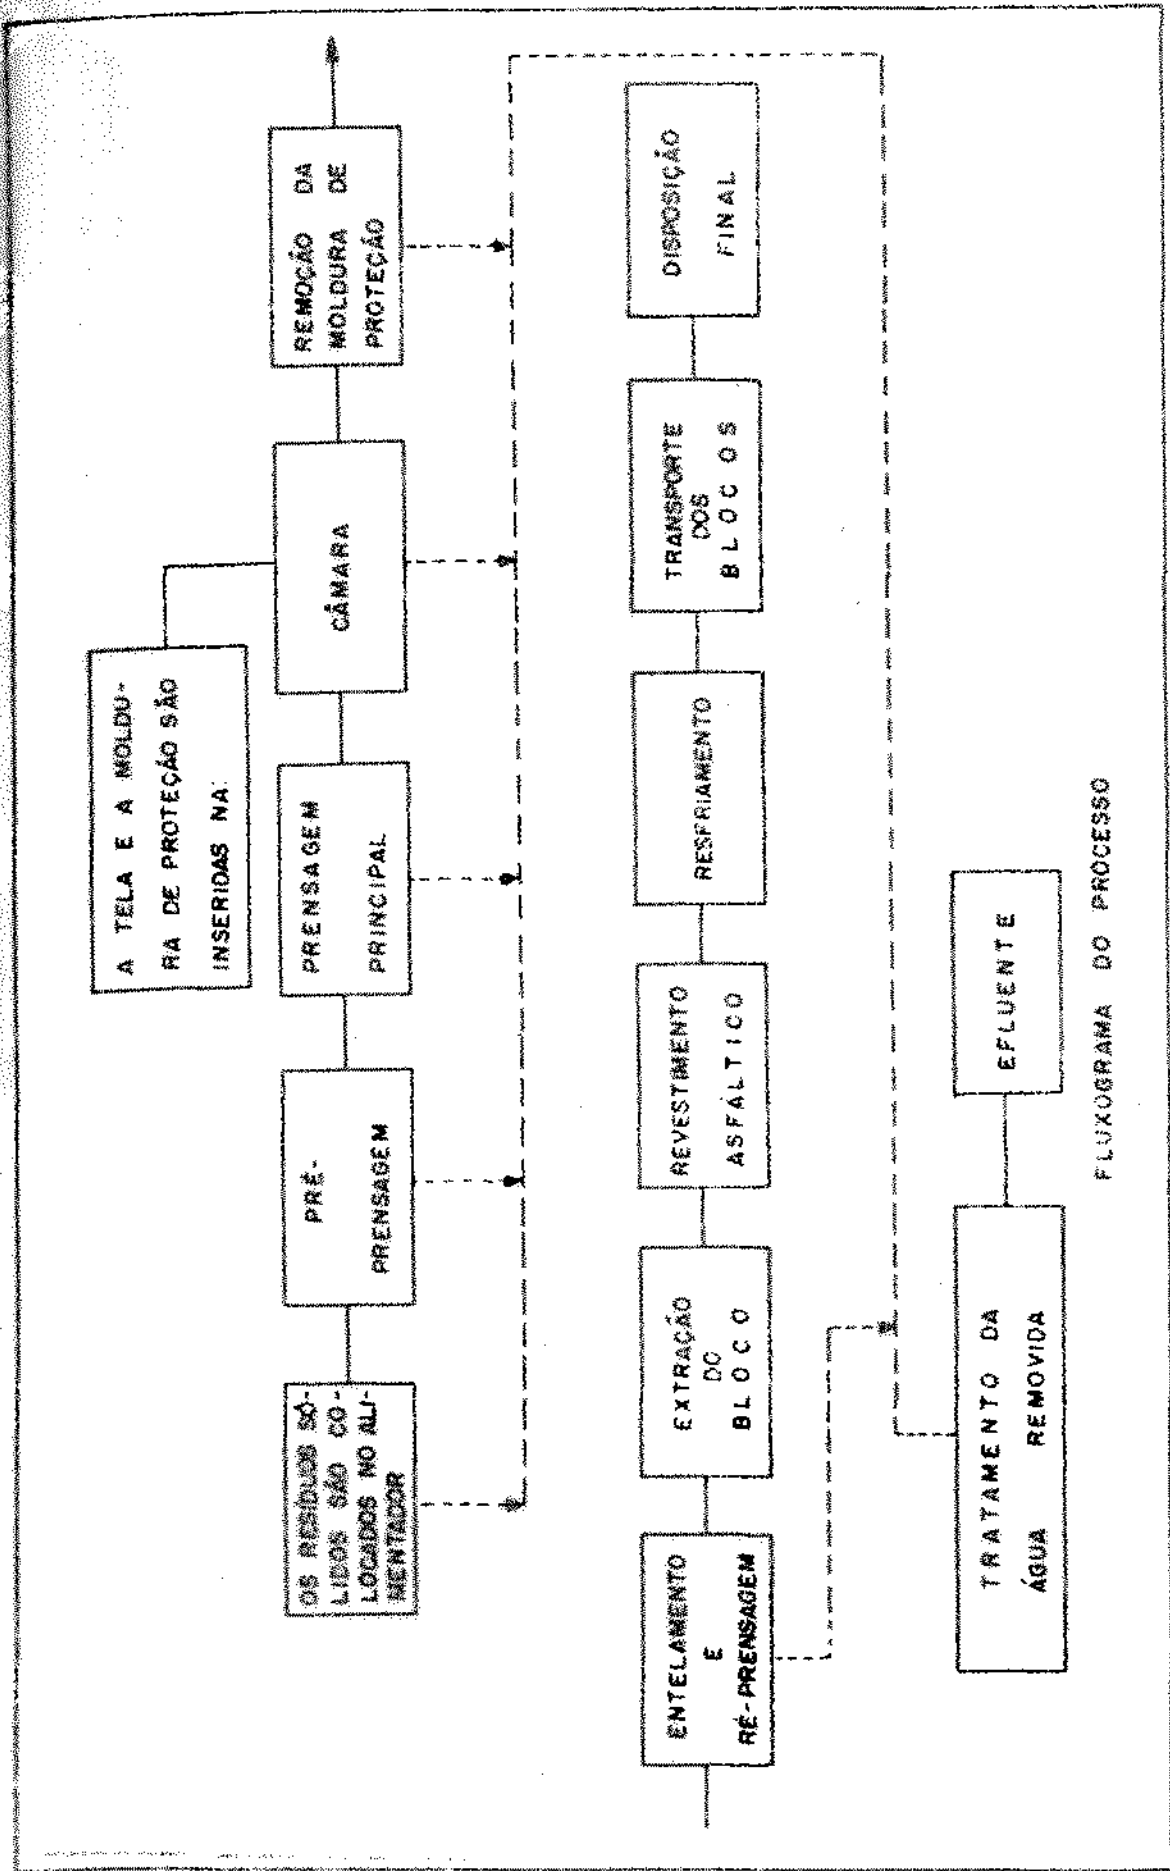 A TELA E A MOLDU-
RA DE PROTEÇÃO SÃO
INSERIDAS NA:
OS RESÍDUOS SÓ-
LIDOS SÃO CO-
LOCADOS NO ALI-
MENTADOR
PRÉ-
PRENSAGEM
PRENSAGEM
PRINCIPAL
CÂMARA
REMOÇÃO DA
MOLDURA DE
PROTEÇÃO
ENTELAMENTO
E
RÉ-PRENSAGEM
EXTRAÇÃO
DO
BLOCO
REVESTIMENTO
ASFÁLTICO
RESFRIAMENTO
TRANSPORTE
DOS
BLOCOS
DISPOSIÇÃO
FINAL
TRATAMENTO DA
ÁGUA REMOVIDA
EFLUENTE
FLUXOGRAMA DO PROCESSO